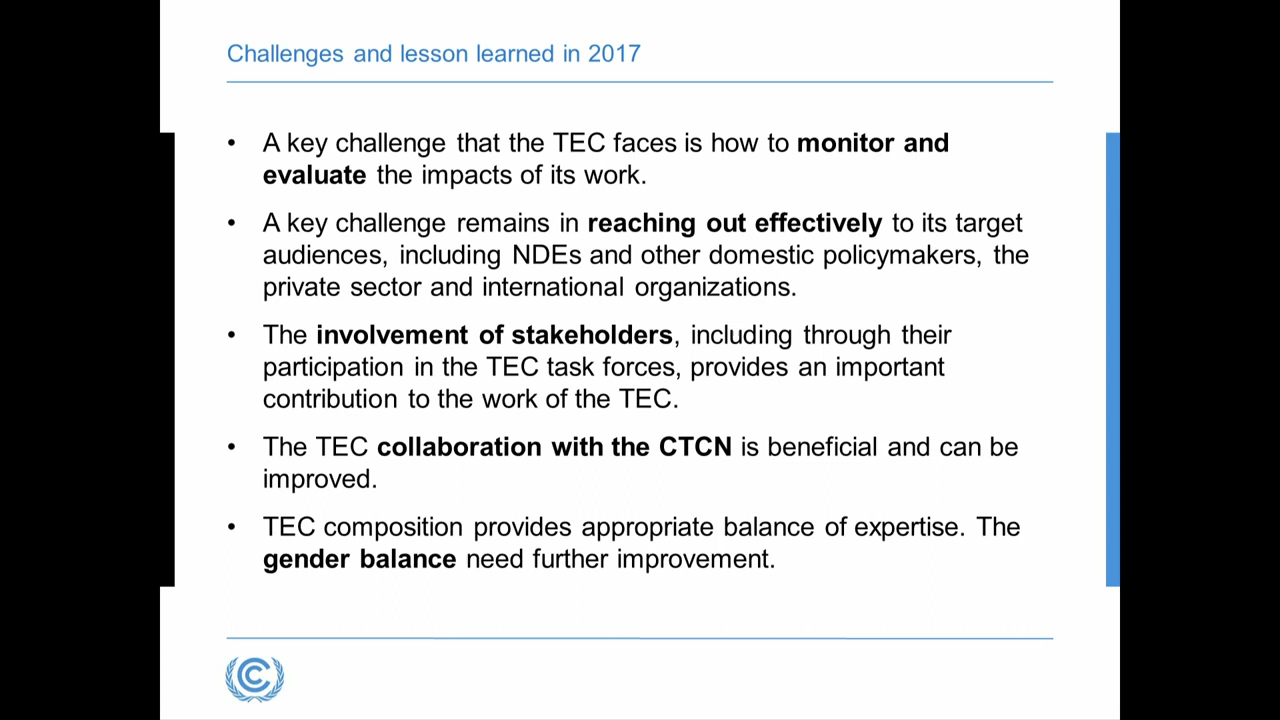 Challenges and lesson learned in 2017
• A key challenge that the TEC faces is how to monitor and
evaluate the impacts of its work.
• A key challenge remains in reaching out effectively to its target
audiences, including NDEs and other domestic policymakers, the
private sector and international organizations.
• The involvement of stakeholders, including through their
participation in the TEC task forces, provides an important
contribution to the work of the TEC.
• The TEC collaboration with the CTCN is beneficial and can be
improved.
• TEC composition provides appropriate balance of expertise. The
gender balance need further improvement.